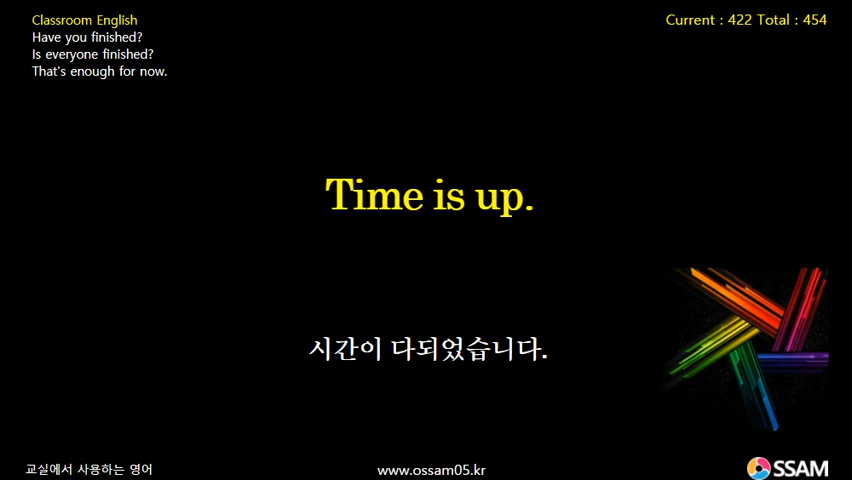 Classroom English
Have you finished?
Is everyone finished?
That's enough for now.
Current : 422 Total : 454
Time is up.
시간이 다되었습니다.
교실에서 사용하는 영어
www.ossam05.kr
OSSAM